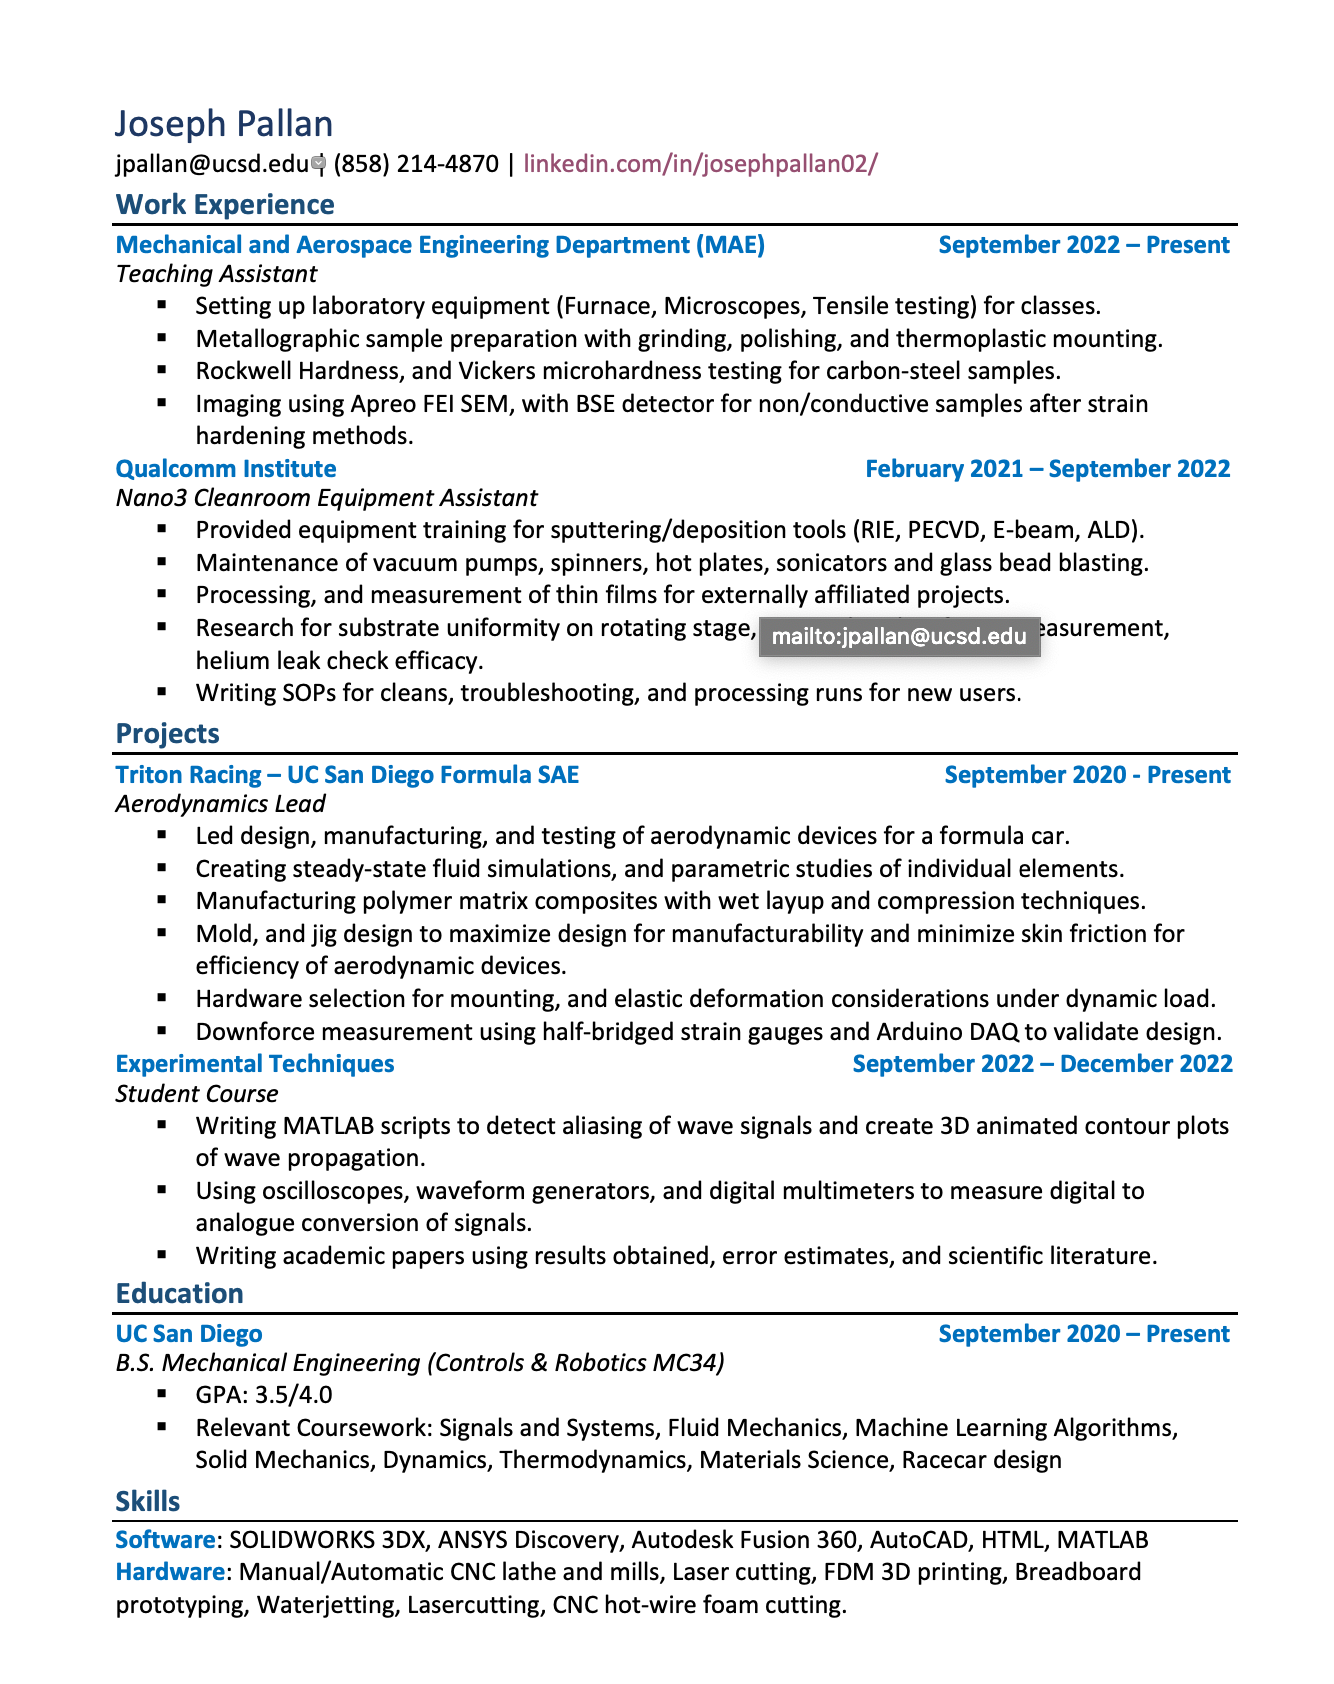 Joseph Pallan
jpallan@ucsd.edu | (858) 214-4870 | linkedin.com/in/josephpallan02/
Work Experience
Mechanical and Aerospace Engineering Department (MAE) September 2022 – Present
Teaching Assistant
▪ Setting up laboratory equipment (Furnace, Microscopes, Tensile testing) for classes.
▪ Metallographic sample preparation with grinding, polishing, and thermoplastic mounting.
▪ Rockwell Hardness, and Vickers microhardness testing for carbon-steel samples.
▪ Imaging using Apreo FEI SEM, with BSE detector for non/conductive samples after strain
hardening methods.
Qualcomm Institute February 2021 – September 2022
Nano3 Cleanroom Equipment Assistant
▪ Provided equipment training for sputtering/deposition tools (RIE, PECVD, E-beam, ALD).
▪ Maintenance of vacuum pumps, spinners, hot plates, sonicators and glass bead blasting.
▪ Processing, and measurement of thin films for externally affiliated projects.
▪ Research for substrate uniformity on rotating stage, mailto:jpallan@ucsd.edu easurement,
helium leak check efficacy.
▪ Writing SOPs for cleans, troubleshooting, and processing runs for new users.
Projects
Triton Racing – UC San Diego Formula SAE September 2020 - Present
Aerodynamics Lead
▪ Led design, manufacturing, and testing of aerodynamic devices for a formula car.
▪ Creating steady-state fluid simulations, and parametric studies of individual elements.
▪ Manufacturing polymer matrix composites with wet layup and compression techniques.
▪ Mold, and jig design to maximize design for manufacturability and minimize skin friction for
efficiency of aerodynamic devices.
▪ Hardware selection for mounting, and elastic deformation considerations under dynamic load.
▪ Downforce measurement using half-bridged strain gauges and Arduino DAQ to validate design.
Experimental Techniques September 2022 – December 2022
Student Course
▪ Writing MATLAB scripts to detect aliasing of wave signals and create 3D animated contour plots
of wave propagation.
▪ Using oscilloscopes, waveform generators, and digital multimeters to measure digital to
analogue conversion of signals.
▪ Writing academic papers using results obtained, error estimates, and scientific literature.
Education
UC San Diego September 2020 – Present
B.S. Mechanical Engineering (Controls & Robotics MC34)
▪ GPA: 3.5/4.0
▪ Relevant Coursework: Signals and Systems, Fluid Mechanics, Machine Learning Algorithms,
Solid Mechanics, Dynamics, Thermodynamics, Materials Science, Racecar design
Skills
Software: SOLIDWORKS 3DX, ANSYS Discovery, Autodesk Fusion 360, AutoCAD, HTML, MATLAB
Hardware: Manual/Automatic CNC lathe and mills, Laser cutting, FDM 3D printing, Breadboard
prototyping, Waterjetting, Lasercutting, CNC hot-wire foam cutting.